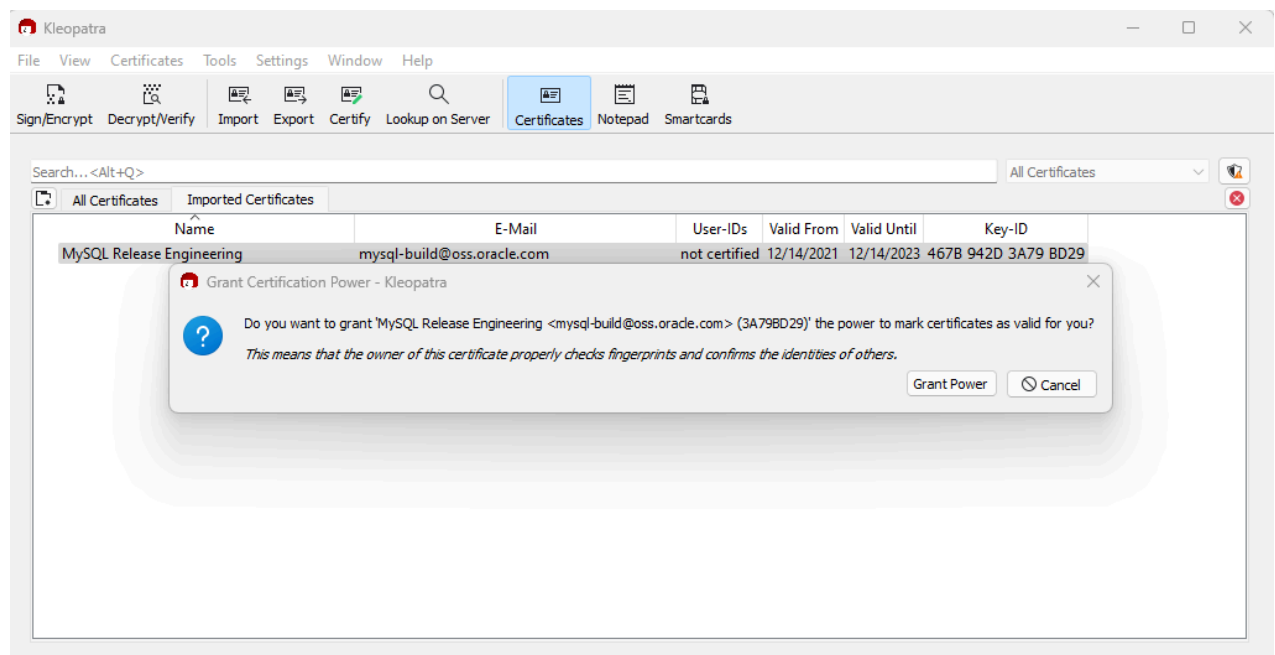 Kleopatra
File View Certificates Tools Settings Window Help
Sign/Encrypt Decrypt/Verify Import Export Certify Lookup on Server Certificates Notepad Smartcards
Search...<Alt+Q> All Certificates
All Certificates Imported Certificates
Name E-Mail User-IDs Valid From Valid Until Key-ID
MySQL Release Engineering mysql-build@oss.oracle.com not certified 12/14/2021 12/14/2023 467B 942D 3A79 BD29
Grant Certification Power - Kleopatra
Do you want to grant 'MySQL Release Engineering <mysql-build@oss.oracle.com> (3A79BD29)' the power to mark certificates as valid for you?
This means that the owner of this certificate properly checks fingerprints and confirms the identities of others.
Grant Power Cancel